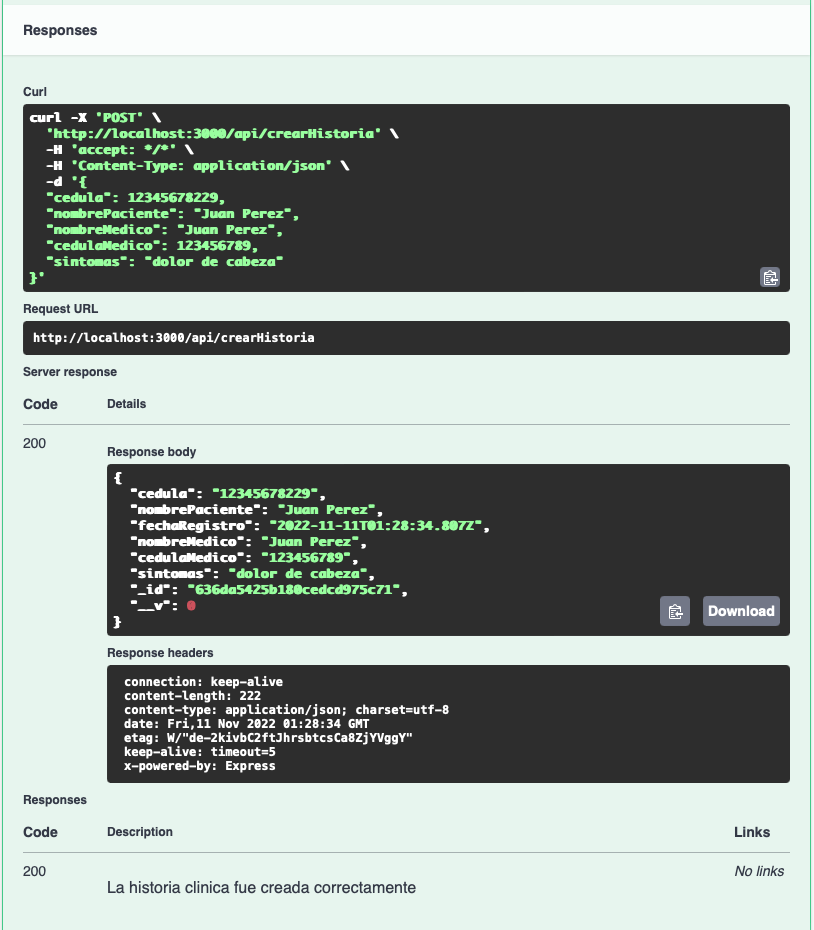 Responses
Curl
curl -X 'POST' \
  'http://localhost:3000/api/crearHistoria' \
  -H 'accept: */*' \
  -H 'Content-Type: application/json' \
  -d '{
  "cedula": 12345678229,
  "nombrePaciente": "Juan Perez",
  "nombreMedico": "Juan Perez",
  "cedulaMedico": 123456789,
  "sintomas": "dolor de cabeza"
}'
Request URL
http://localhost:3000/api/crearHistoria
Server response
Code Details
200
Response body
{
  "cedula": "12345678229",
  "nombrePaciente": "Juan Perez",
  "fechaRegistro": "2022-11-11T01:28:34.807Z",
  "nombreMedico": "Juan Perez",
  "cedulaMedico": "123456789",
  "sintomas": "dolor de cabeza",
  "_id": "636da5425b180cedcd975c71",
  "__v": 0
}
Download
Response headers
connection: keep-alive
content-length: 222
content-type: application/json; charset=utf-8
date: Fri,11 Nov 2022 01:28:34 GMT
etag: W/"de-2kivbC2ftJhrsbtcsCa8ZjYVggY"
keep-alive: timeout=5
x-powered-by: Express
Responses
Code Description Links
200 No links
La historia clinica fue creada correctamente